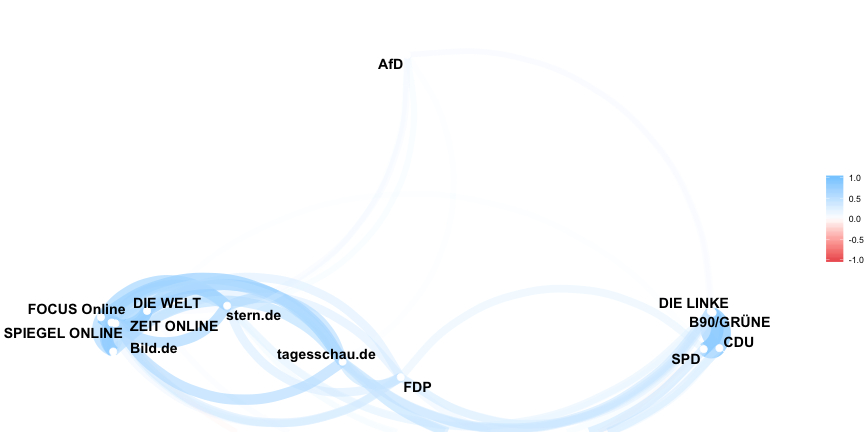 AfD
1.0
0.5
0.0
-0.5
-1.0
FOCUS Online
DIE WELT
SPIEGEL ONLINE
ZEIT ONLINE
stern.de
Bild.de
tagesschau.de
FDP
DIE LINKE
B90/GRÜNE
CDU
SPD